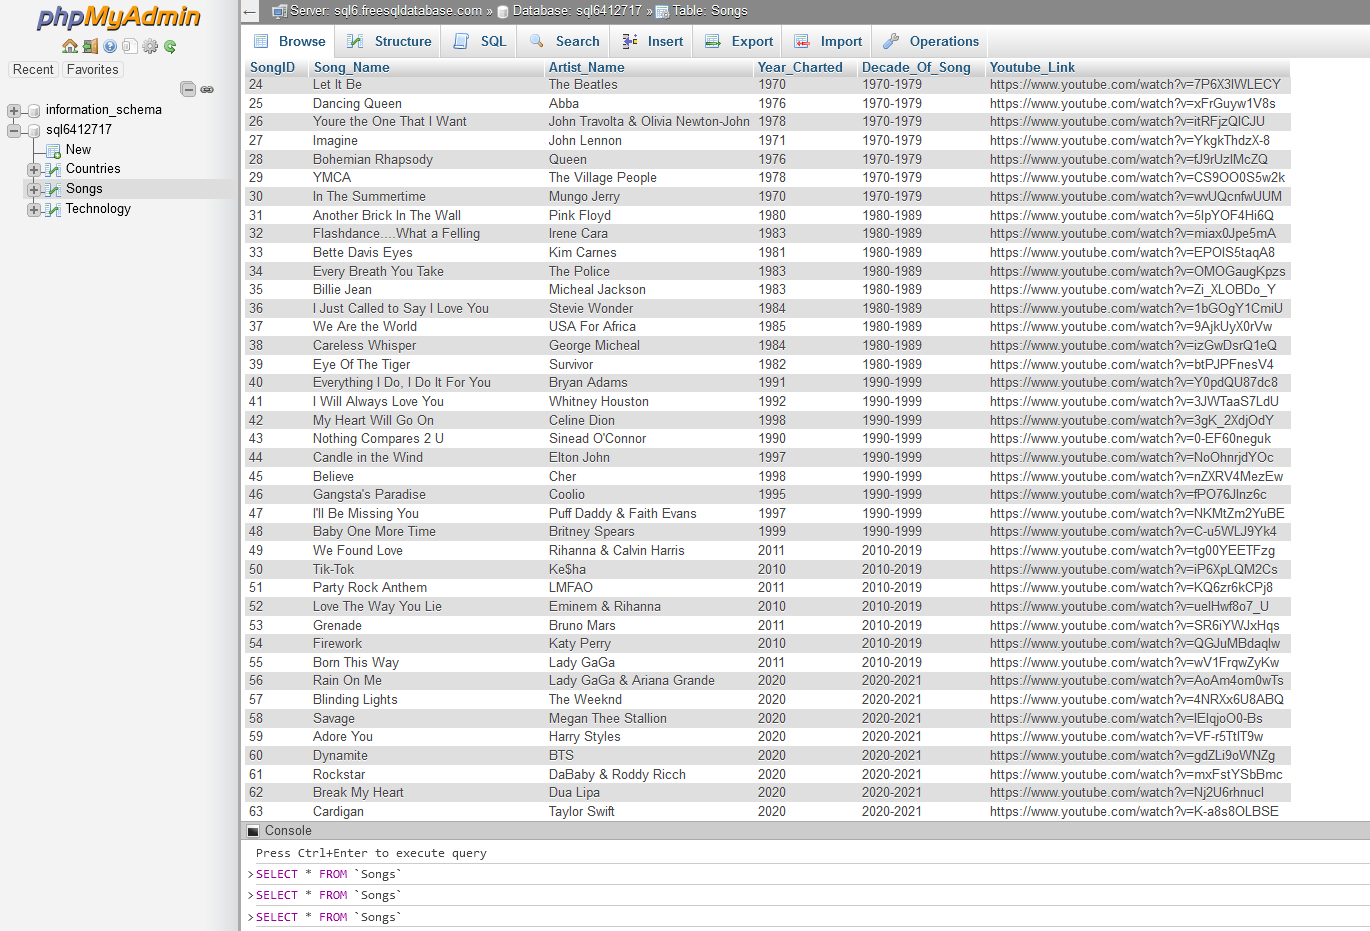 phpMyAdmin
Recent Favorites
information_schema
sql6412717
New
Countries
Songs
Technology
Server: sql6.freesqldatabase.com » Database: sql6412717 » Table: Songs
Browse Structure SQL Search Insert Export Import Operations
SongID Song_Name Artist_Name Year_Charted Decade_Of_Song Youtube_Link
24 Let It Be The Beatles 1970 1970-1979 https://www.youtube.com/watch?v=7P6X3IWLECY
25 Dancing Queen Abba 1976 1970-1979 https://www.youtube.com/watch?v=xFrGuyw1V8s
26 Youre the One That I Want John Travolta & Olivia Newton-John 1978 1970-1979 https://www.youtube.com/watch?v=itRFjzQICJU
27 Imagine John Lennon 1971 1970-1979 https://www.youtube.com/watch?v=YkgkThdzX-8
28 Bohemian Rhapsody Queen 1976 1970-1979 https://www.youtube.com/watch?v=fJ9rUzIMcZQ
29 YMCA The Village People 1978 1970-1979 https://www.youtube.com/watch?v=CS9OO0S5w2k
30 In The Summertime Mungo Jerry 1970 1970-1979 https://www.youtube.com/watch?v=wvUQcnfwUUM
31 Another Brick In The Wall Pink Floyd 1980 1980-1989 https://www.youtube.com/watch?v=5IpYOF4Hi6Q
32 Flashdance....What a Felling Irene Cara 1983 1980-1989 https://www.youtube.com/watch?v=miax0Jpe5mA
33 Bette Davis Eyes Kim Carnes 1981 1980-1989 https://www.youtube.com/watch?v=EPOIS5taqA8
34 Every Breath You Take The Police 1983 1980-1989 https://www.youtube.com/watch?v=OMOGaugKpzs
35 Billie Jean Micheal Jackson 1983 1980-1989 https://www.youtube.com/watch?v=Zi_XLOBDo_Y
36 I Just Called to Say I Love You Stevie Wonder 1984 1980-1989 https://www.youtube.com/watch?v=1bGOgY1CmiU
37 We Are the World USA For Africa 1985 1980-1989 https://www.youtube.com/watch?v=9AjkUyX0rVw
38 Careless Whisper George Micheal 1984 1980-1989 https://www.youtube.com/watch?v=izGwDsrQ1eQ
39 Eye Of The Tiger Survivor 1982 1980-1989 https://www.youtube.com/watch?v=btPJPFnesV4
40 Everything I Do, I Do It For You Bryan Adams 1991 1990-1999 https://www.youtube.com/watch?v=Y0pdQU87dc8
41 I Will Always Love You Whitney Houston 1992 1990-1999 https://www.youtube.com/watch?v=3JWTaaS7LdU
42 My Heart Will Go On Celine Dion 1998 1990-1999 https://www.youtube.com/watch?v=3gK_2XdjOdY
43 Nothing Compares 2 U Sinead O'Connor 1990 1990-1999 https://www.youtube.com/watch?v=0-EF60neguk
44 Candle in the Wind Elton John 1997 1990-1999 https://www.youtube.com/watch?v=NoOhnrjdYOc
45 Believe Cher 1998 1990-1999 https://www.youtube.com/watch?v=nZXRV4MezEw
46 Gangsta's Paradise Coolio 1995 1990-1999 https://www.youtube.com/watch?v=fPO76Jlnz6c
47 I'll Be Missing You Puff Daddy & Faith Evans 1997 1990-1999 https://www.youtube.com/watch?v=NKMtZm2YuBE
48 Baby One More Time Britney Spears 1999 1990-1999 https://www.youtube.com/watch?v=C-u5WLJ9Yk4
49 We Found Love Rihanna & Calvin Harris 2011 2010-2019 https://www.youtube.com/watch?v=tg00YEETFzg
50 Tik-Tok Ke$ha 2010 2010-2019 https://www.youtube.com/watch?v=iP6XpLQM2Cs
51 Party Rock Anthem LMFAO 2011 2010-2019 https://www.youtube.com/watch?v=KQ6zr6kCPj8
52 Love The Way You Lie Eminem & Rihanna 2010 2010-2019 https://www.youtube.com/watch?v=uelHwf8o7_U
53 Grenade Bruno Mars 2011 2010-2019 https://www.youtube.com/watch?v=SR6iYWJxHqs
54 Firework Katy Perry 2010 2010-2019 https://www.youtube.com/watch?v=QGJuMBdaqIw
55 Born This Way Lady GaGa 2011 2010-2019 https://www.youtube.com/watch?v=wV1FrqwZyKw
56 Rain On Me Lady GaGa & Ariana Grande 2020 2020-2021 https://www.youtube.com/watch?v=AoAm4om0wTs
57 Blinding Lights The Weeknd 2020 2020-2021 https://www.youtube.com/watch?v=4NRXx6U8ABQ
58 Savage Megan Thee Stallion 2020 2020-2021 https://www.youtube.com/watch?v=lEIqjoO0-Bs
59 Adore You Harry Styles 2020 2020-2021 https://www.youtube.com/watch?v=VF-r5TtlT9w
60 Dynamite BTS 2020 2020-2021 https://www.youtube.com/watch?v=gdZLi9oWNZg
61 Rockstar DaBaby & Roddy Ricch 2020 2020-2021 https://www.youtube.com/watch?v=mxFstYSbBmc
62 Break My Heart Dua Lipa 2020 2020-2021 https://www.youtube.com/watch?v=Nj2U6rhnucI
63 Cardigan Taylor Swift 2020 2020-2021 https://www.youtube.com/watch?v=K-a8s8OLBSE
Console
Press Ctrl+Enter to execute query
>SELECT * FROM `Songs`
>SELECT * FROM `Songs`
>SELECT * FROM `Songs`